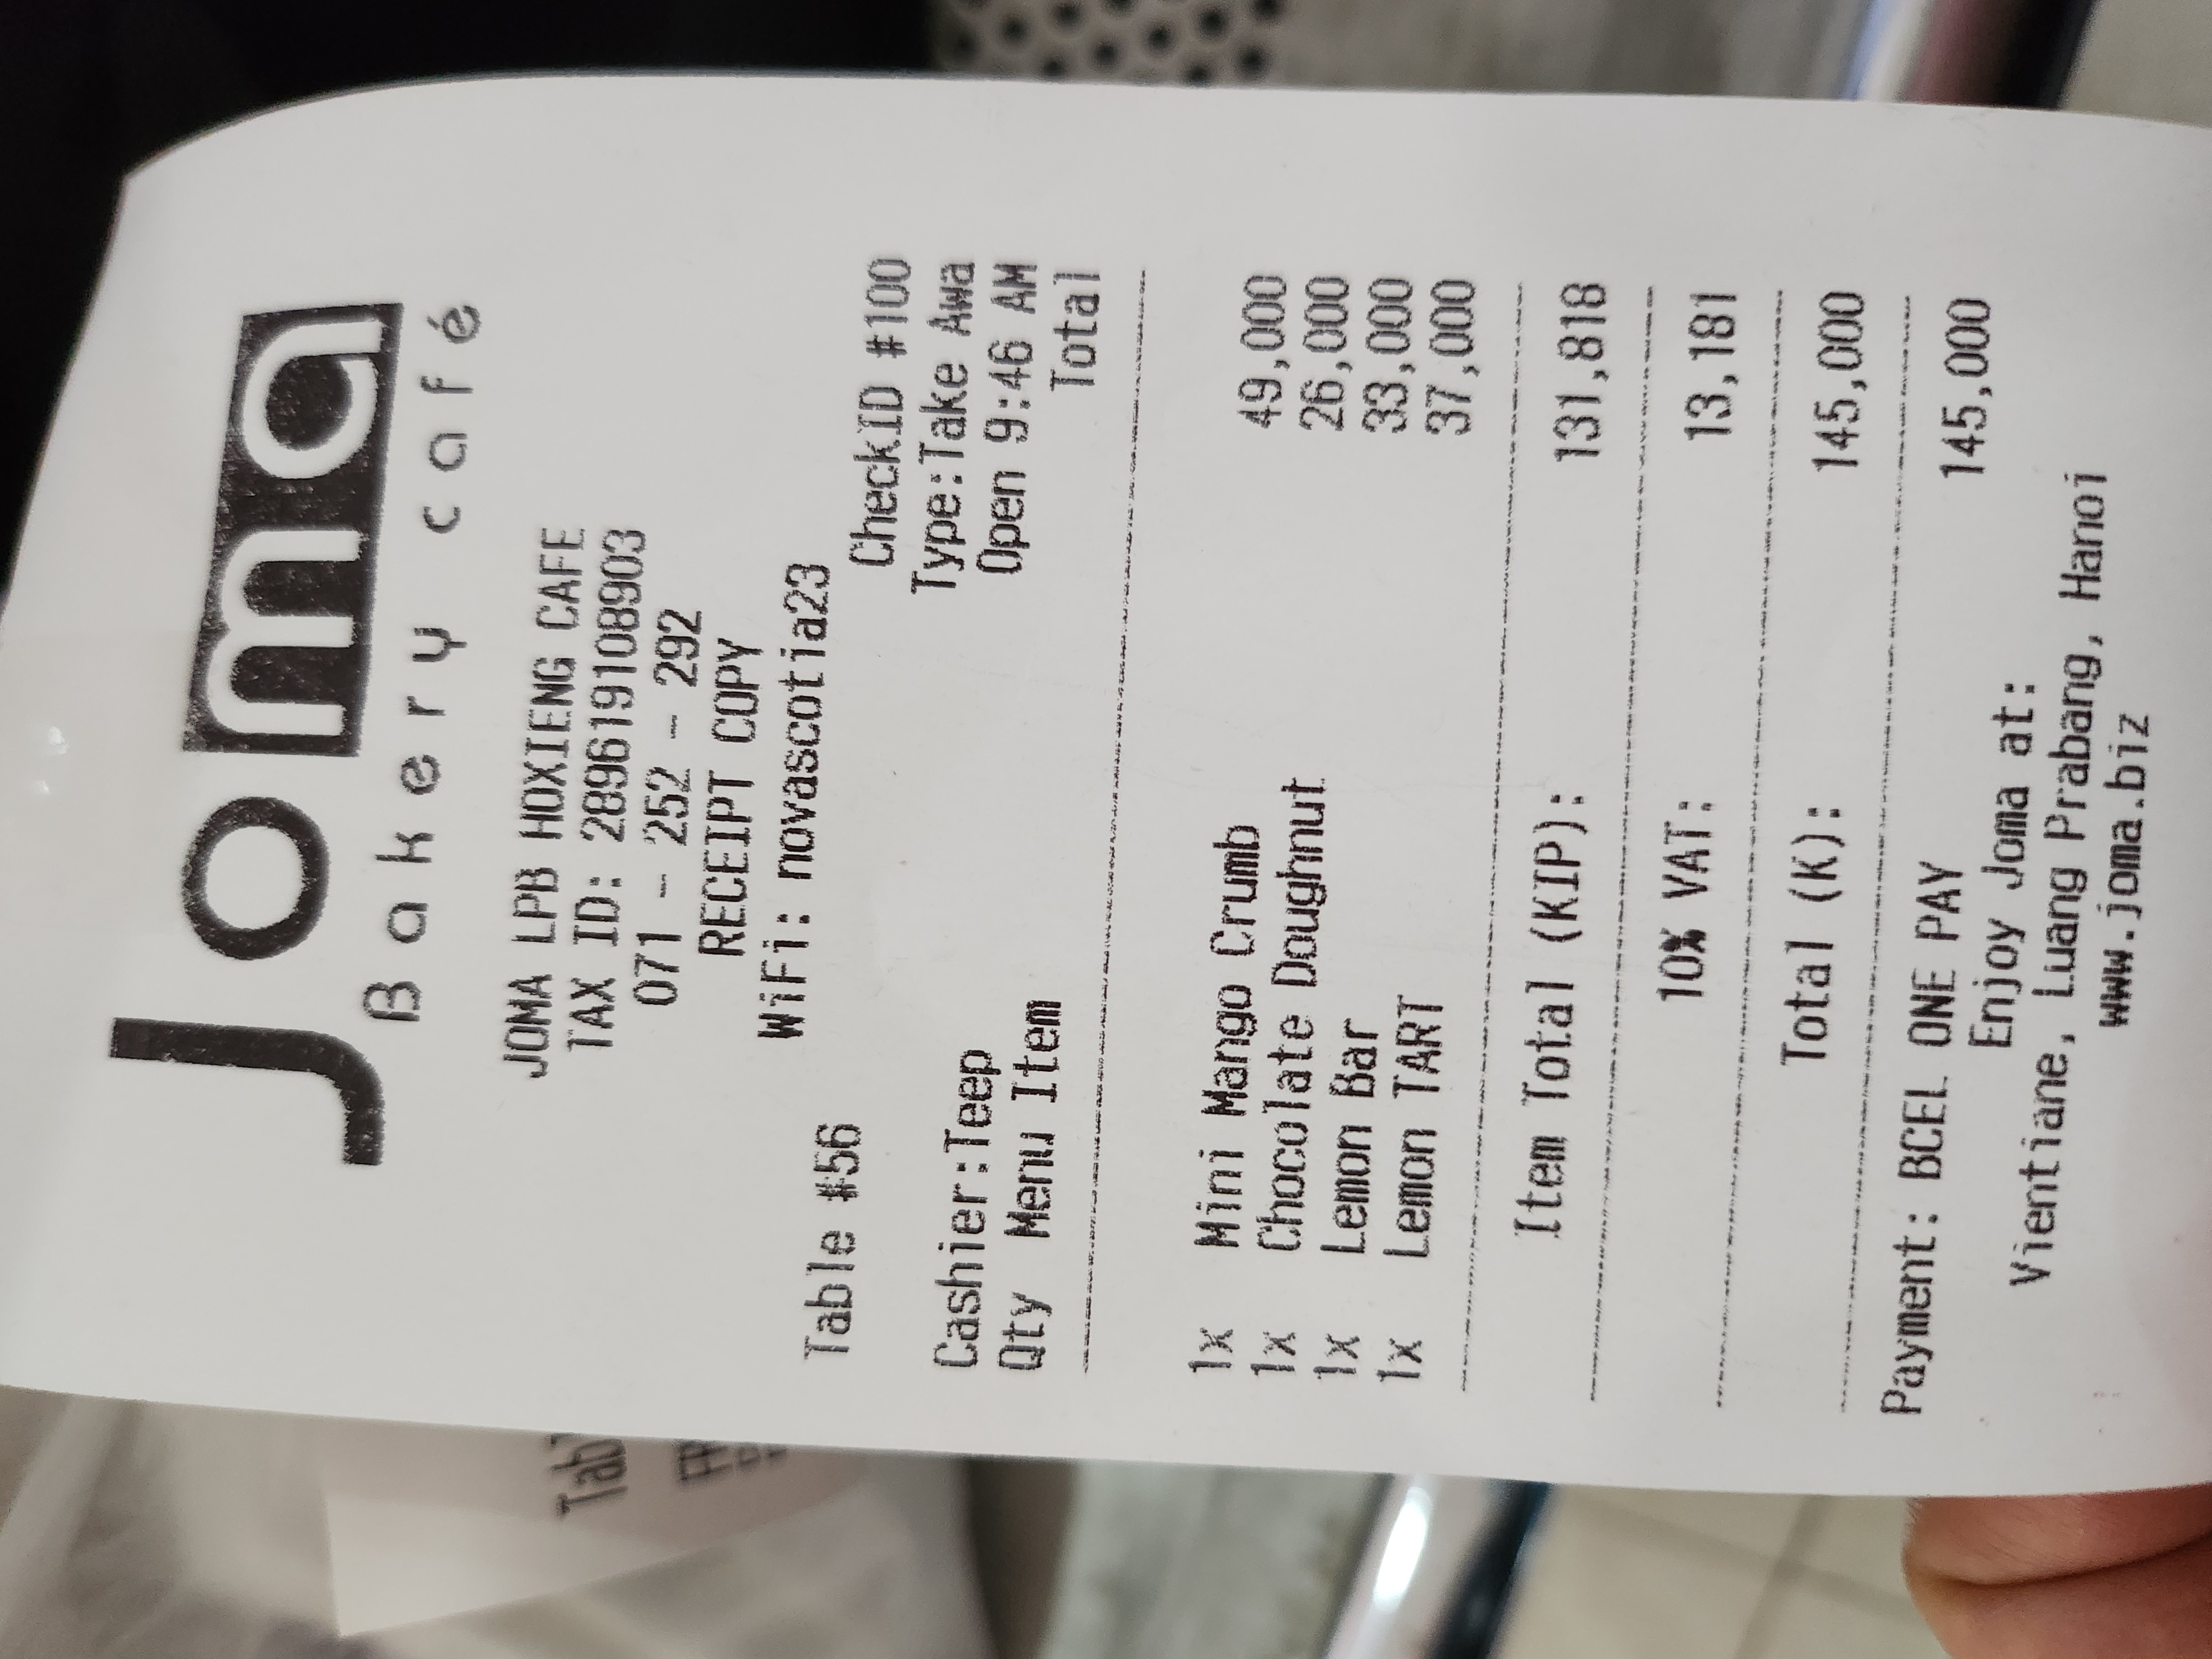 Joma
Bakery café
JOMA LPB HOXIENG CAFE
TAX ID: 289619108903
071 - 252 - 292
RECEIPT COPY
WiFi: novascotia23
Table #56 CheckID #100
Type:Take Awa
Cashier:Teep Open 9:46 AM
Qty Menu Item Total
1x Mini Mango Crumb 49,000
1x Chocolate Doughnut 26,000
1x Lemon Bar 33,000
1x Lemon TART 37,000
Item Total (KIP): 131,818
10% VAT: 13,181
Total (K): 145,000
Payment: BCEL ONE PAY 145,000
Enjoy Joma at:
Vientiane, Luang Prabang, Hanoi
www.joma.biz